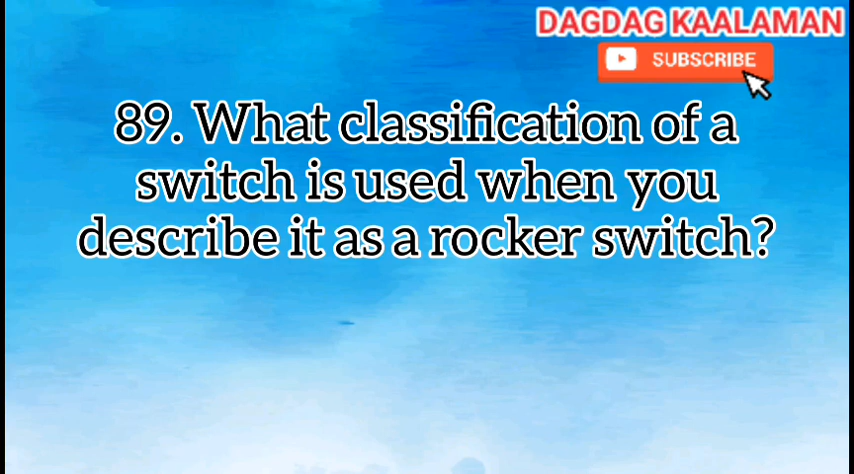 DAGDAG KAALAMAN
SUBSCRIBE
89. What classification of a
switch is used when you
describe it as a rocker switch?